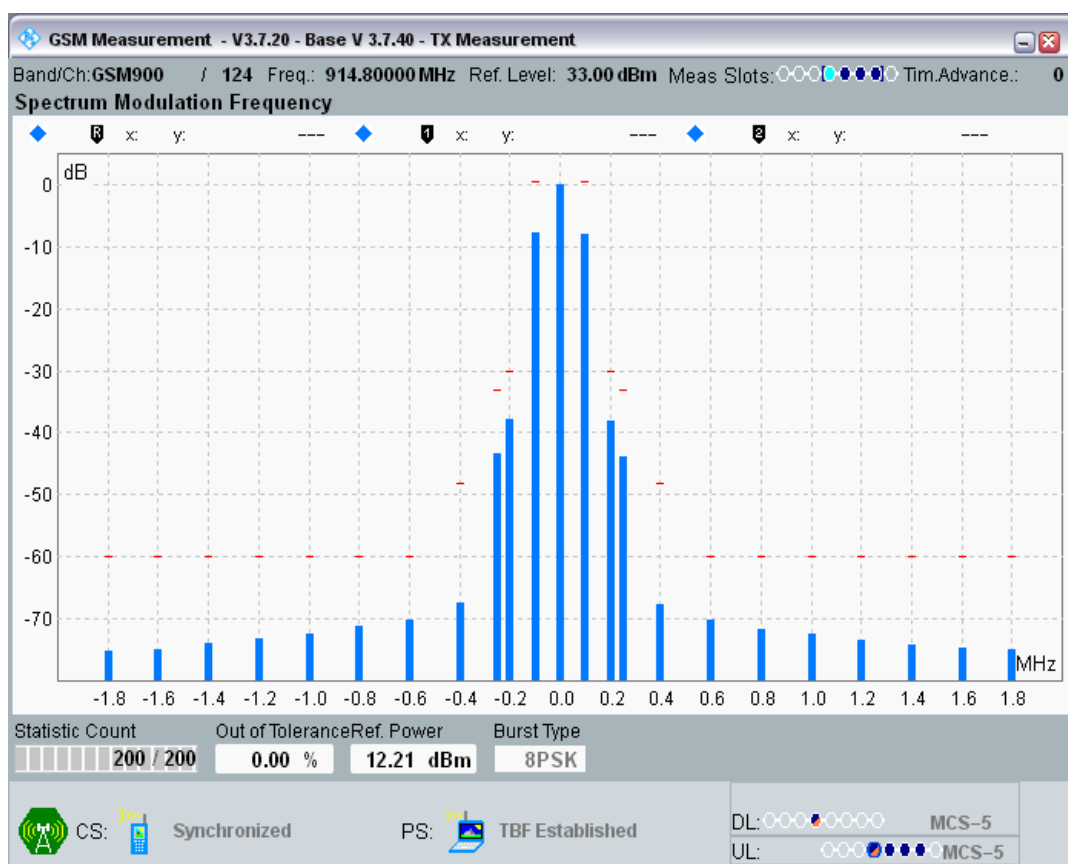 GSM Measurement - V3.7.20 - Base V 3.7.40 - TX Measurement
Band/Ch:GSM900 / 124 Freq.: 914.80000 MHz Ref. Level: 33.00 dBm Meas Slots: Tim.Advance.: 0
Spectrum Modulation Frequency
R x: y: --- 1 x: y: --- 2 x: y: ---
dB
0
-10
-20
-30
-40
-50
-60
-70
MHz
-1.8 -1.6 -1.4 -1.2 -1.0 -0.8 -0.6 -0.4 -0.2 0.0 0.2 0.4 0.6 0.8 1.0 1.2 1.4 1.6 1.8
Statistic Count Out of Tolerance Ref. Power Burst Type
200 / 200 0.00 % 12.21 dBm 8PSK
CS: Synchronized PS: TBF Established
DL: MCS-5
UL: MCS-5